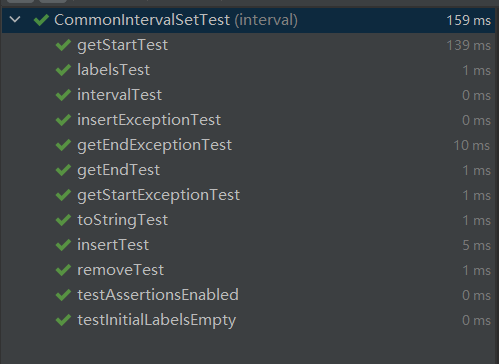 CommonIntervalSetTest (interval) 159 ms
getStartTest 139 ms
labelsTest 1 ms
intervalTest 0 ms
insertExceptionTest 0 ms
getEndExceptionTest 10 ms
getEndTest 1 ms
getStartExceptionTest 1 ms
toStringTest 1 ms
insertTest 5 ms
removeTest 1 ms
testAssertionsEnabled 0 ms
testInitialLabelsEmpty 0 ms